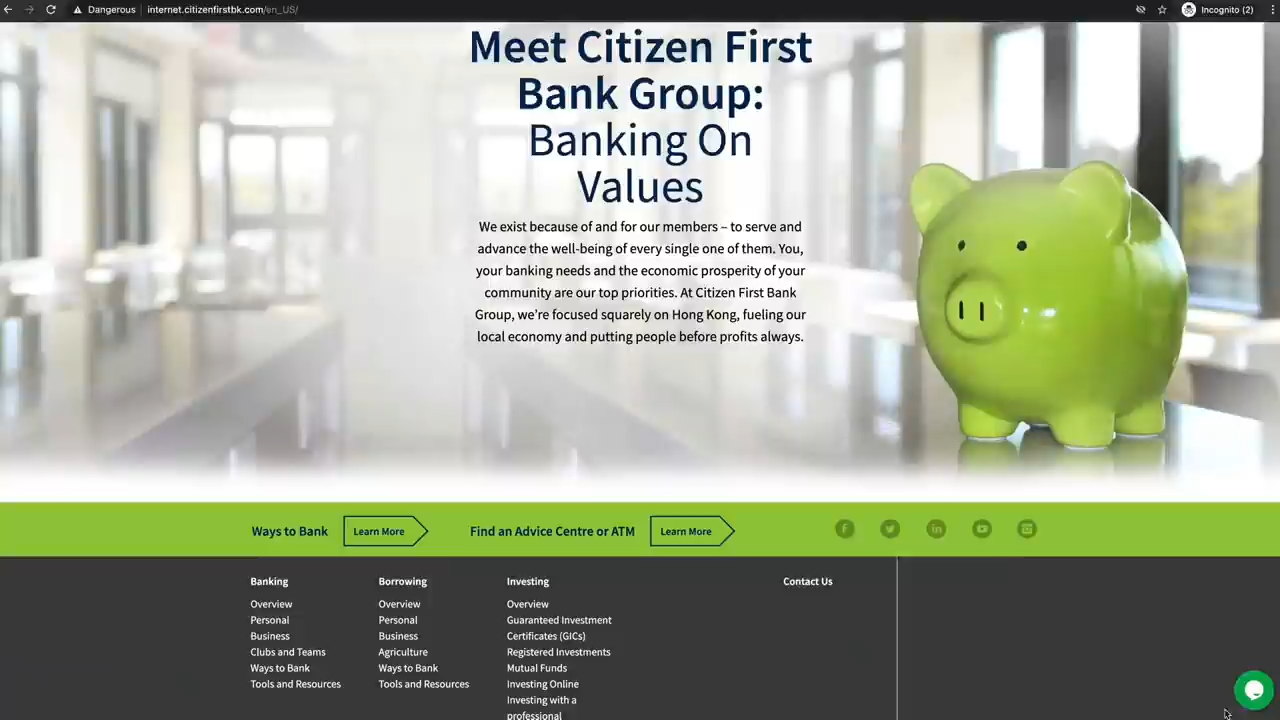 Dangerous
internet.citizenfirstbk.com/en_US/
Incognito (2)
Meet Citizen First
Bank Group:
Banking On
Values
We exist because of and for our members – to serve and
advance the well-being of every single one of them. You,
your banking needs and the economic prosperity of your
community are our top priorities. At Citizen First Bank
Group, we’re focused squarely on Hong Kong, fueling our
local economy and putting people before profits always.
Ways to Bank
Learn More
Find an Advice Centre or ATM
Learn More
Banking
Overview
Personal
Business
Clubs and Teams
Ways to Bank
Tools and Resources
Borrowing
Overview
Personal
Business
Agriculture
Ways to Bank
Tools and Resources
Investing
Overview
Guaranteed Investment
Certificates (GICs)
Registered Investments
Mutual Funds
Investing Online
Investing with a
professional
Contact Us